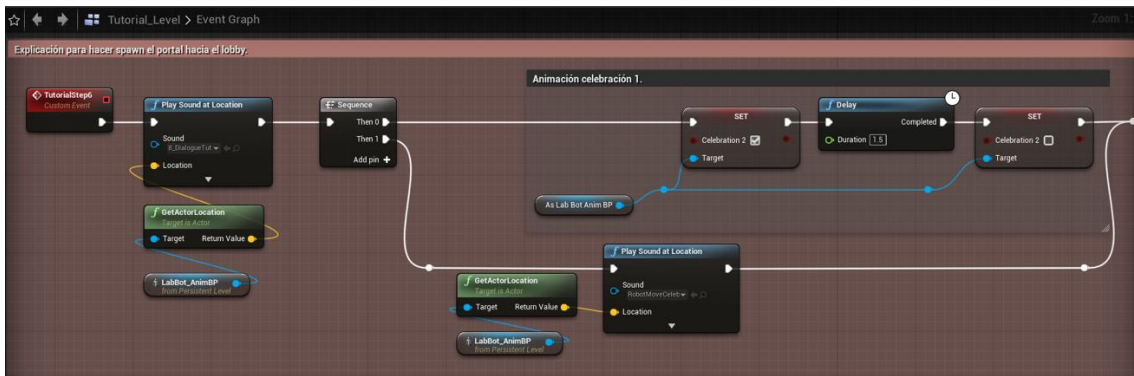 Tutorial_Level > Event Graph
Zoom 1:
Explicación para hacer spawn el portal hacia el lobby.
Animación celebración 1.
TutorialStep6
Custom Event
Play Sound at Location
Sound
Location
Sequence
Then 0
Then 1
Add pin +
SET
Celebration 2
Target
Delay
Completed
Duration 1.5
SET
Celebration 2
Target
As Lab Bot Anim BP
GetActorLocation
Target is Actor
Target Return Value
LabBot_AnimBP
from Persistent Level
Play Sound at Location
Sound
RobotMoveCeleb
Location
GetActorLocation
Target is Actor
Target Return Value
LabBot_AnimBP
from Persistent Level